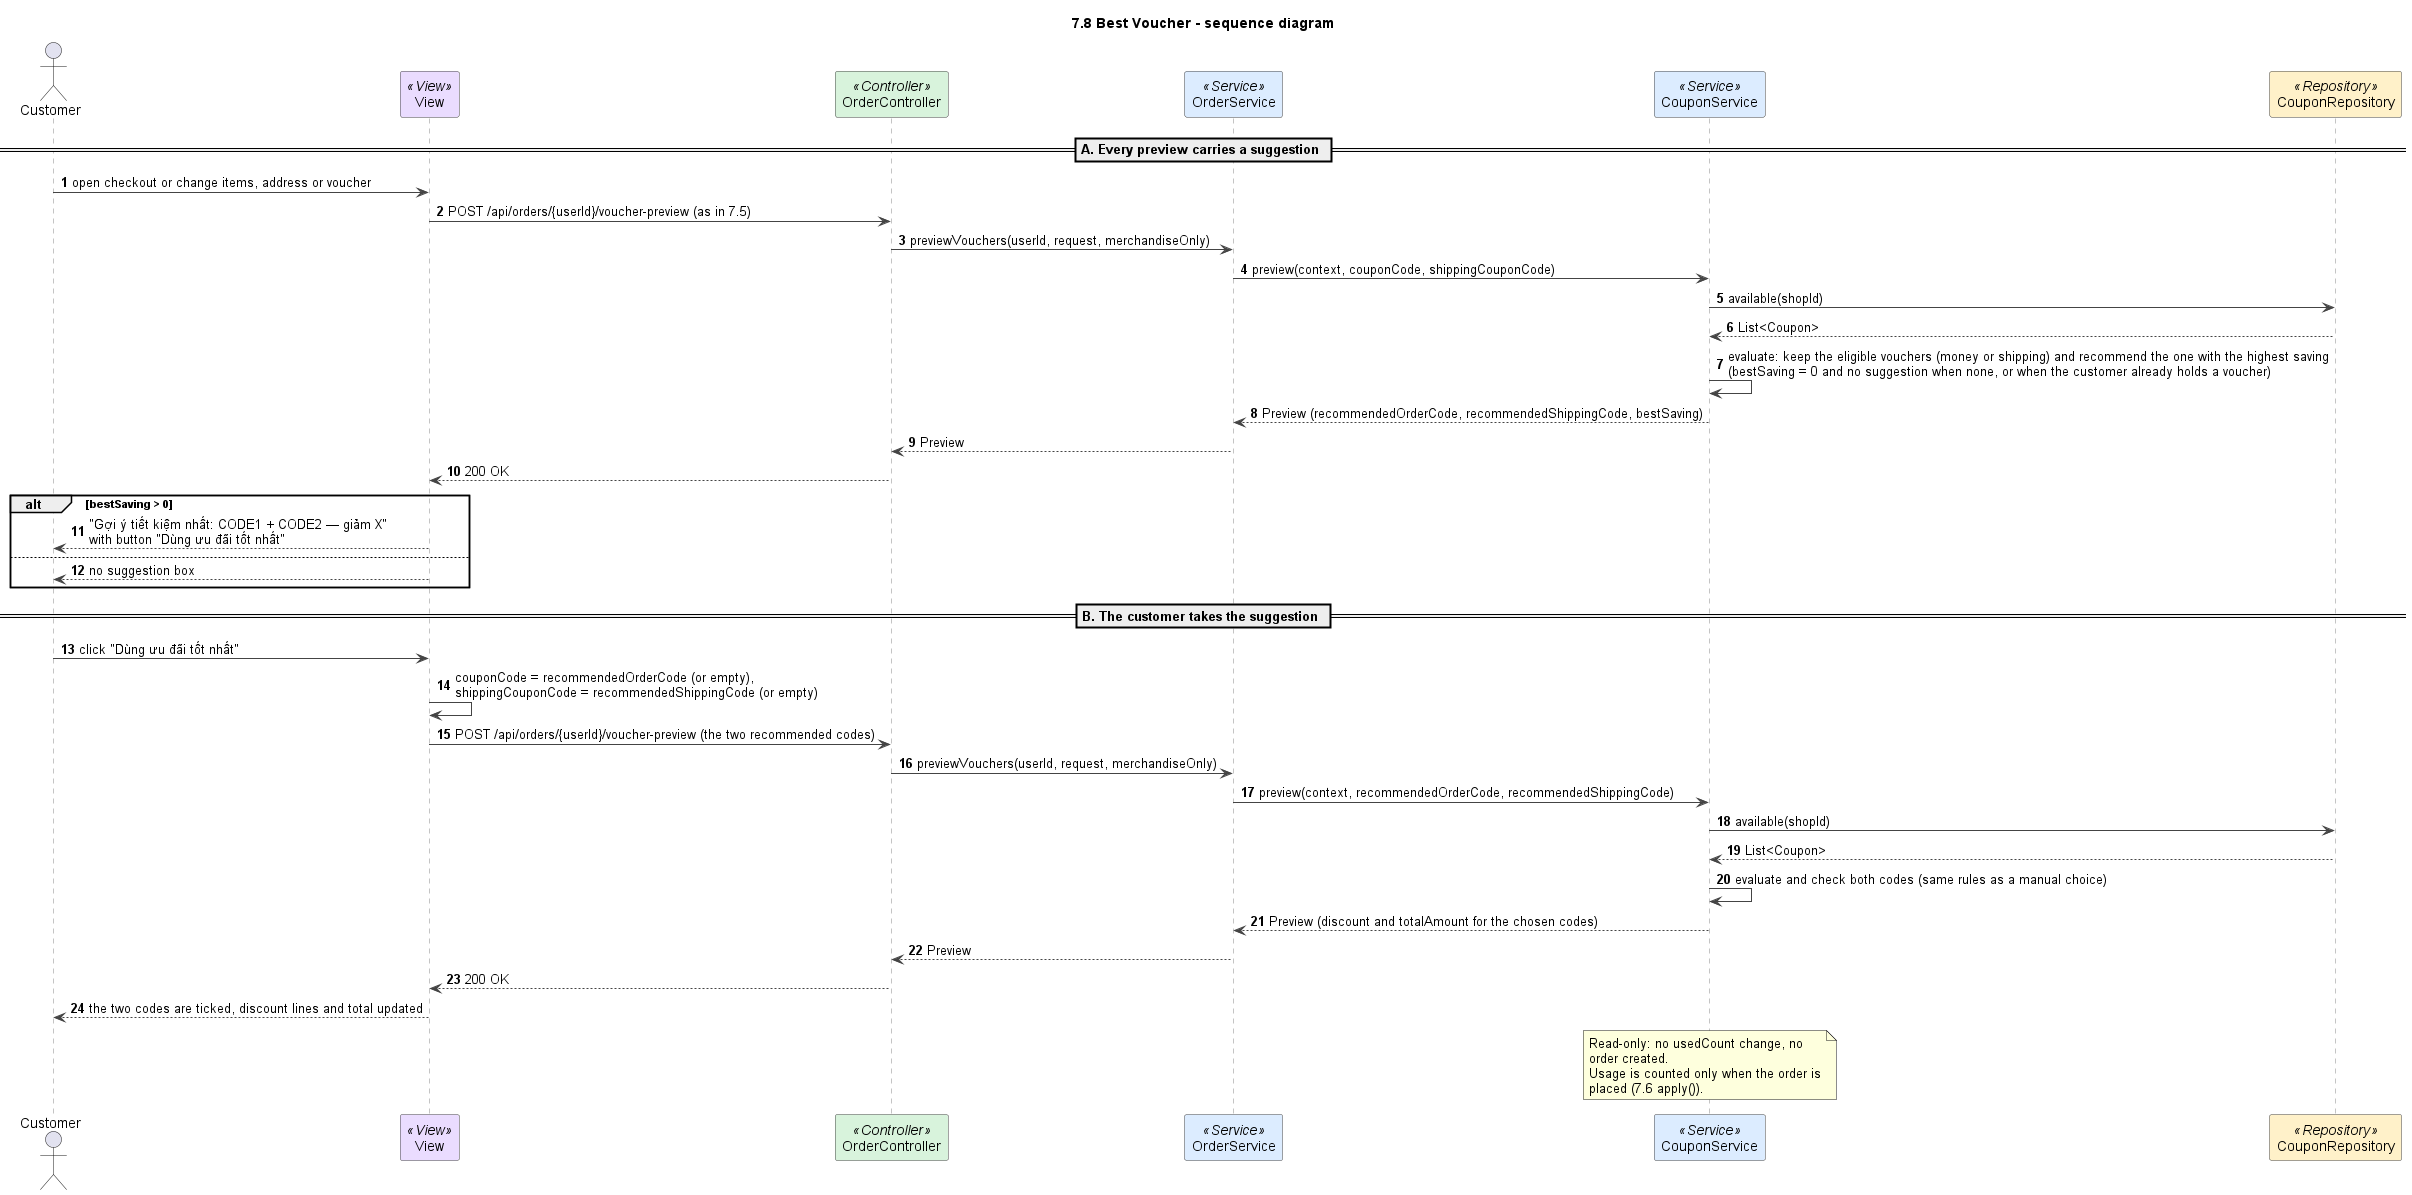 7.8 Best Voucher - sequence diagram
Customer
«View»
View
«Controller»
OrderController
«Service»
OrderService
«Service»
CouponService
«Repository»
CouponRepository
A. Every preview carries a suggestion
1 open checkout or change items, address or voucher
2 POST /api/orders/{userId}/voucher-preview (as in 7.5)
3 previewVouchers(userId, request, merchandiseOnly)
4 preview(context, couponCode, shippingCouponCode)
5 available(shopId)
6 List<Coupon>
7 evaluate: keep the eligible vouchers (money or shipping) and recommend the one with the highest saving
(bestSaving = 0 and no suggestion when none, or when the customer already holds a voucher)
8 Preview (recommendedOrderCode, recommendedShippingCode, bestSaving)
9 Preview
10 200 OK
alt [bestSaving > 0]
11 "Gợi ý tiết kiệm nhất: CODE1 + CODE2 — giảm X"
with button "Dùng ưu đãi tốt nhất"
12 no suggestion box
B. The customer takes the suggestion
13 click "Dùng ưu đãi tốt nhất"
14 couponCode = recommendedOrderCode (or empty),
shippingCouponCode = recommendedShippingCode (or empty)
15 POST /api/orders/{userId}/voucher-preview (the two recommended codes)
16 previewVouchers(userId, request, merchandiseOnly)
17 preview(context, recommendedOrderCode, recommendedShippingCode)
18 available(shopId)
19 List<Coupon>
20 evaluate and check both codes (same rules as a manual choice)
21 Preview (discount and totalAmount for the chosen codes)
22 Preview
23 200 OK
24 the two codes are ticked, discount lines and total updated
Read-only: no usedCount change, no
order created.
Usage is counted only when the order is
placed (7.6 apply()).
Customer
«View»
View
«Controller»
OrderController
«Service»
OrderService
«Service»
CouponService
«Repository»
CouponRepository